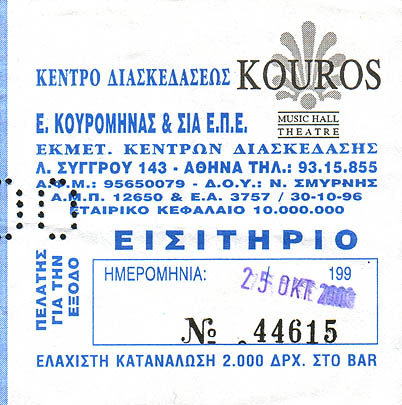 ΚΕΝΤΡΟ ΔΙΑΣΚΕΔΑΣΕΩΣ KOUROS
MUSIC HALL
THEATRE
Ε. ΚΟΥΡΟΜΗΝΑΣ & ΣΙΑ Ε.Π.Ε.
ΕΚΜΕΤ. ΚΕΝΤΡΩΝ ΔΙΑΣΚΕΔΑΣΗΣ
Λ. ΣΥΓΓΡΟΥ 143 - ΑΘΗΝΑ ΤΗΛ.: 93.15.855
Α.Φ.Μ.: 95650079 - Δ.Ο.Υ.: Ν. ΣΜΥΡΝΗΣ
Α.Μ.Π. 12650 & Ε.Α. 3757 / 30-10-96
ΕΤΑΙΡΙΚΟ ΚΕΦΑΛΑΙΟ 10.000.000
ΕΙΣΙΤΗΡΙΟ
ΠΕΛΑΤΗΣ
ΓΙΑ ΤΗΝ
ΕΞΟΔΟ
ΗΜΕΡΟΜΗΝΙΑ: 199
25 ΟΚΤ 2000
№ 44615
ΕΛΑΧΙΣΤΗ ΚΑΤΑΝΑΛΩΣΗ 2.000 ΔΡΧ. ΣΤΟ BAR